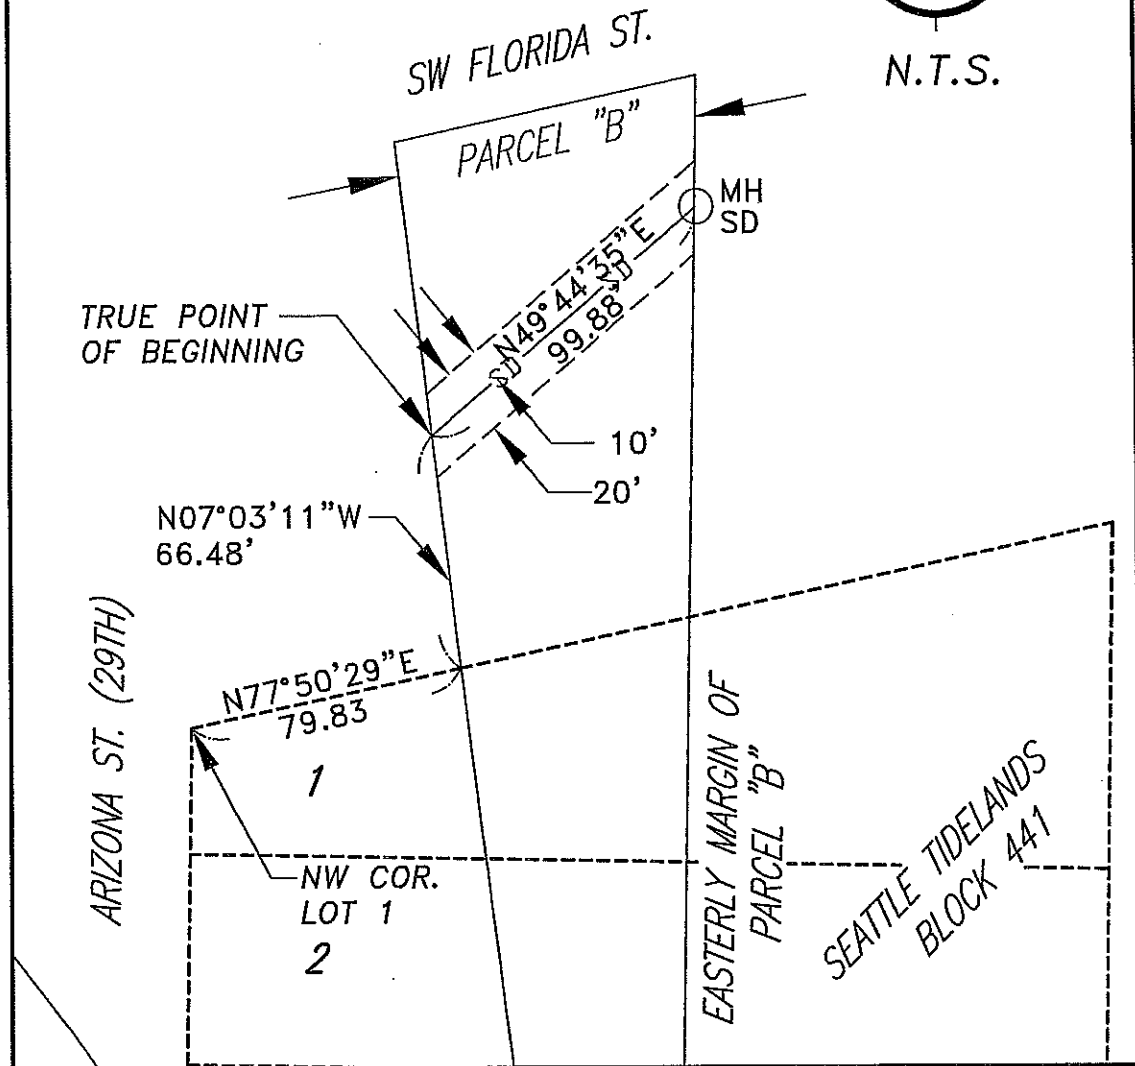 N.T.S.
SW FLORIDA ST.
PARCEL "B"
MH
SD
TRUE POINT
OF BEGINNING
N49°44'35"E
SD
SD
99.88'
10'
20'
N07°03'11"W
66.48'
ARIZONA ST. (29TH)
N77°50'29"E
79.83
1
NW COR.
LOT 1
2
EASTERLY MARGIN OF
PARCEL "B"
SEATTLE TIDELANDS
BLOCK 441